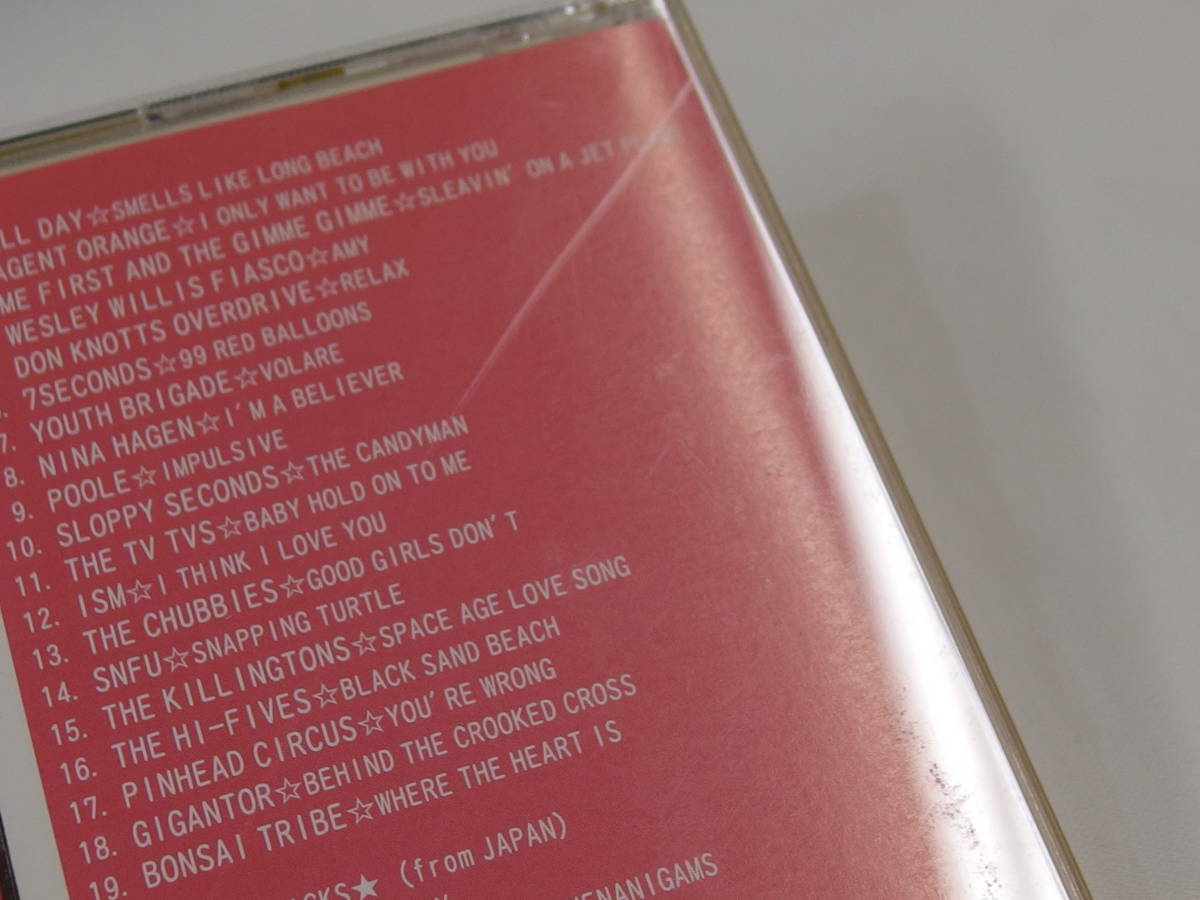 LL DAY☆SMELLS LIKE LONG BEACH
AGENT ORANGE☆I ONLY WANT TO BE WITH YOU
ME FIRST AND THE GIMME GIMME☆SLEAVIN' ON A JET
WESLEY WILLIS FIASCO☆AMY
DON KNOTTS OVERDRIVE☆RELAX
7SECONDS☆99 RED BALLOONS
7. YOUTH BRIGADE☆VOLARE
8. NINA HAGEN☆I'M A BELIEVER
9. POOLE☆IMPULSIVE
10. SLOPPY SECONDS☆THE CANDYMAN
11. THE TV TVS☆BABY HOLD ON TO ME
12. ISM☆I THINK I LOVE YOU
13. THE CHUBBIES☆GOOD GIRLS DON'T
14. SNFU☆SNAPPING TURTLE
15. THE KILLINGTONS☆SPACE AGE LOVE SONG
16. THE HI-FIVES☆BLACK SAND BEACH
17. PINHEAD CIRCUS☆YOU'RE WRONG
18. GIGANTOR☆BEHIND THE CROOKED CROSS
19. BONSAI TRIBE☆WHERE THE HEART IS
CKS★ (from JAPAN)
HENANIGAMS